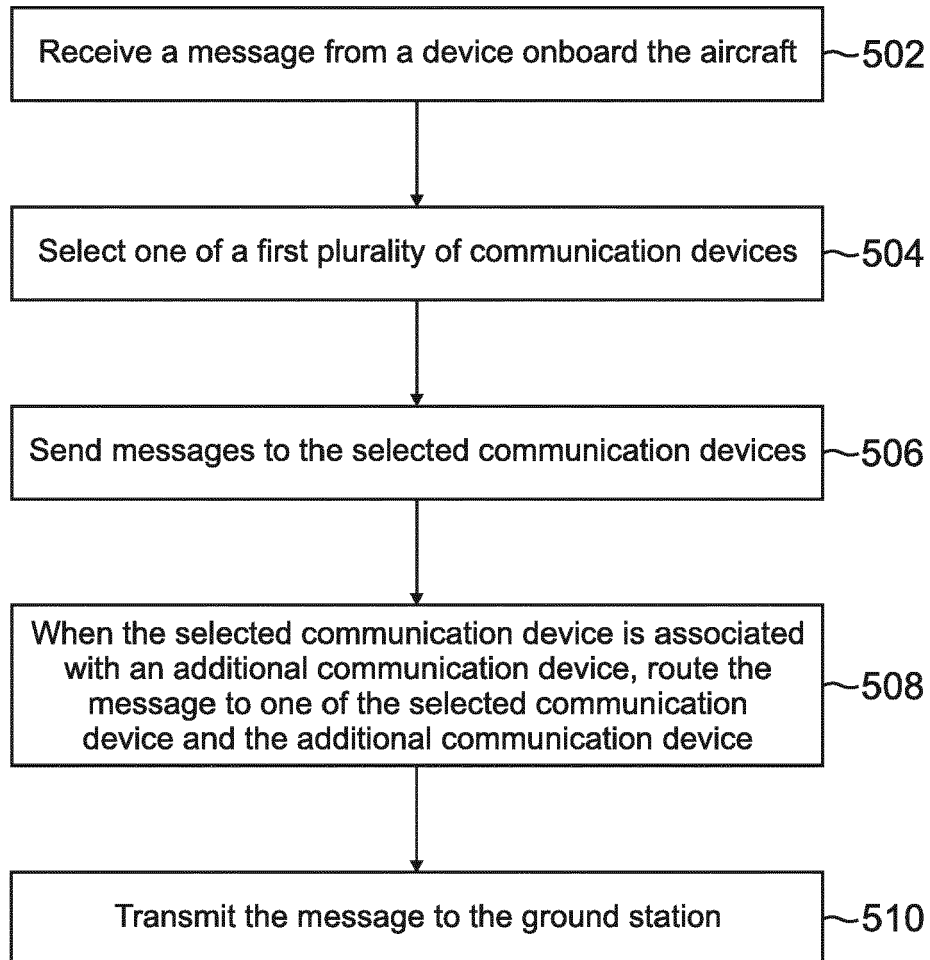 Receive a message from a device onboard the aircraft
502
Select one of a first plurality of communication devices
504
Send messages to the selected communication devices
506
When the selected communication device is associated
with an additional communication device, route the
message to one of the selected communication
device and the additional communication device
508
Transmit the message to the ground station
510